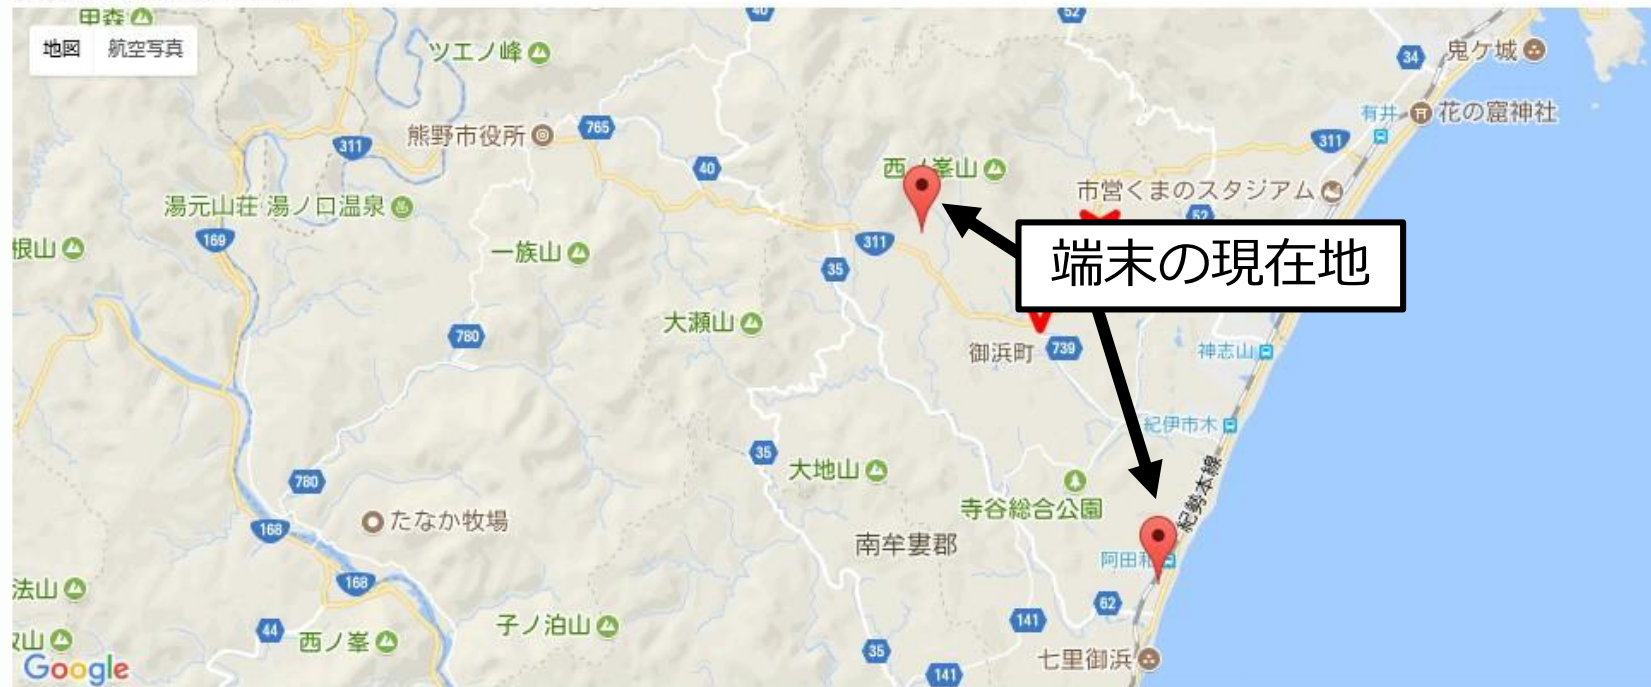 甲森
40
52
地図 航空写真
ツエノ峰
34
鬼ケ城
有井
花の窟神社
熊野市役所
765
311
311
40
西ノ峯山
市営くまのスタジアム
湯元山荘 湯ノ口温泉
52
169
根山
一族山
311
端末の現在地
35
大瀬山
780
御浜町
739
神志山
紀伊市木
35
大地山
780
寺谷総合公園
紀勢本線
168
たなか牧場
南牟婁郡
阿田和
法山
168
62
44
西ノ峯
子ノ泊山
141
35
七里御浜
141
Google